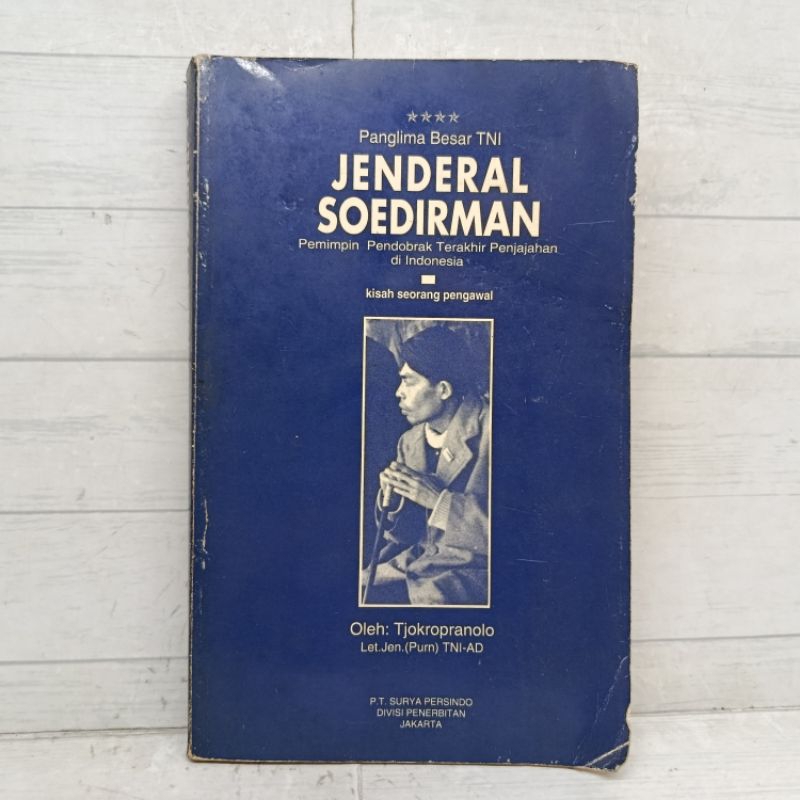 ★★★★
Panglima Besar TNI
JENDERAL
SOEDIRMAN
Pemimpin Pendobrak Terakhir Penjajahan
di Indonesia
kisah seorang pengawal
Oleh: Tjokropranolo
Let.Jen.(Purn) TNI-AD
P.T. SURYA PERSINDO
DIVISI PENERBITAN
JAKARTA